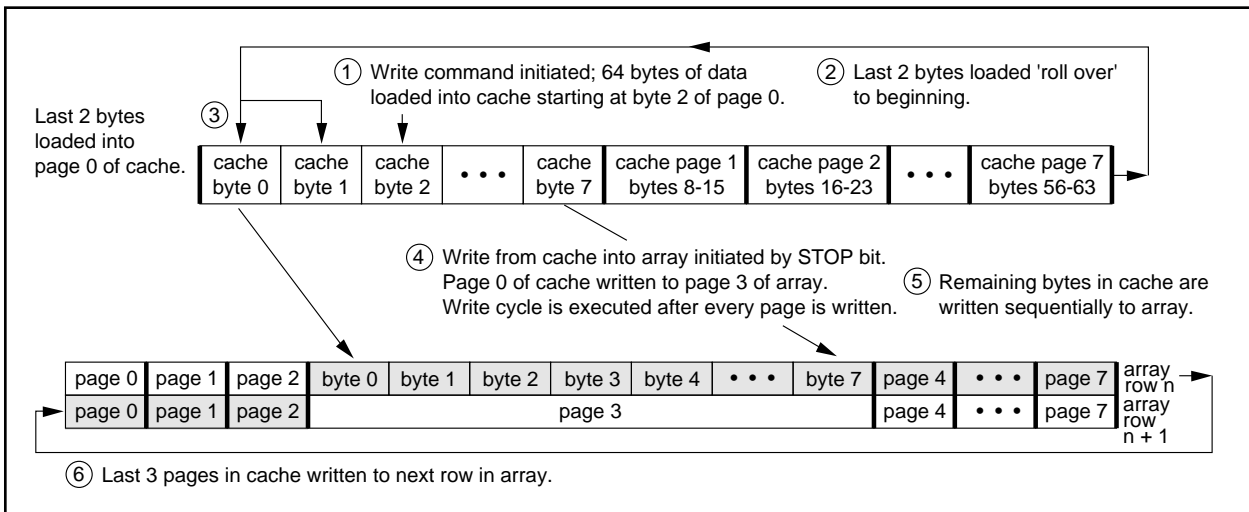 ① Write command initiated; 64 bytes of data
loaded into cache starting at byte 2 of page 0.
② Last 2 bytes loaded 'roll over'
to beginning.
Last 2 bytes
loaded into
page 0 of cache.
③
cache byte 0
cache byte 1
cache byte 2
• • •
cache byte 7
cache page 1 bytes 8-15
cache page 2 bytes 16-23
• • •
cache page 7 bytes 56-63
④ Write from cache into array initiated by STOP bit.
Page 0 of cache written to page 3 of array.
Write cycle is executed after every page is written.
⑤ Remaining bytes in cache are
written sequentially to array.
page 0 page 1 page 2 byte 0 byte 1 byte 2 byte 3 byte 4 • • • byte 7 page 4 • • • page 7 array row n
page 0 page 1 page 2 page 3 page 4 • • • page 7 array row n + 1
⑥ Last 3 pages in cache written to next row in array.